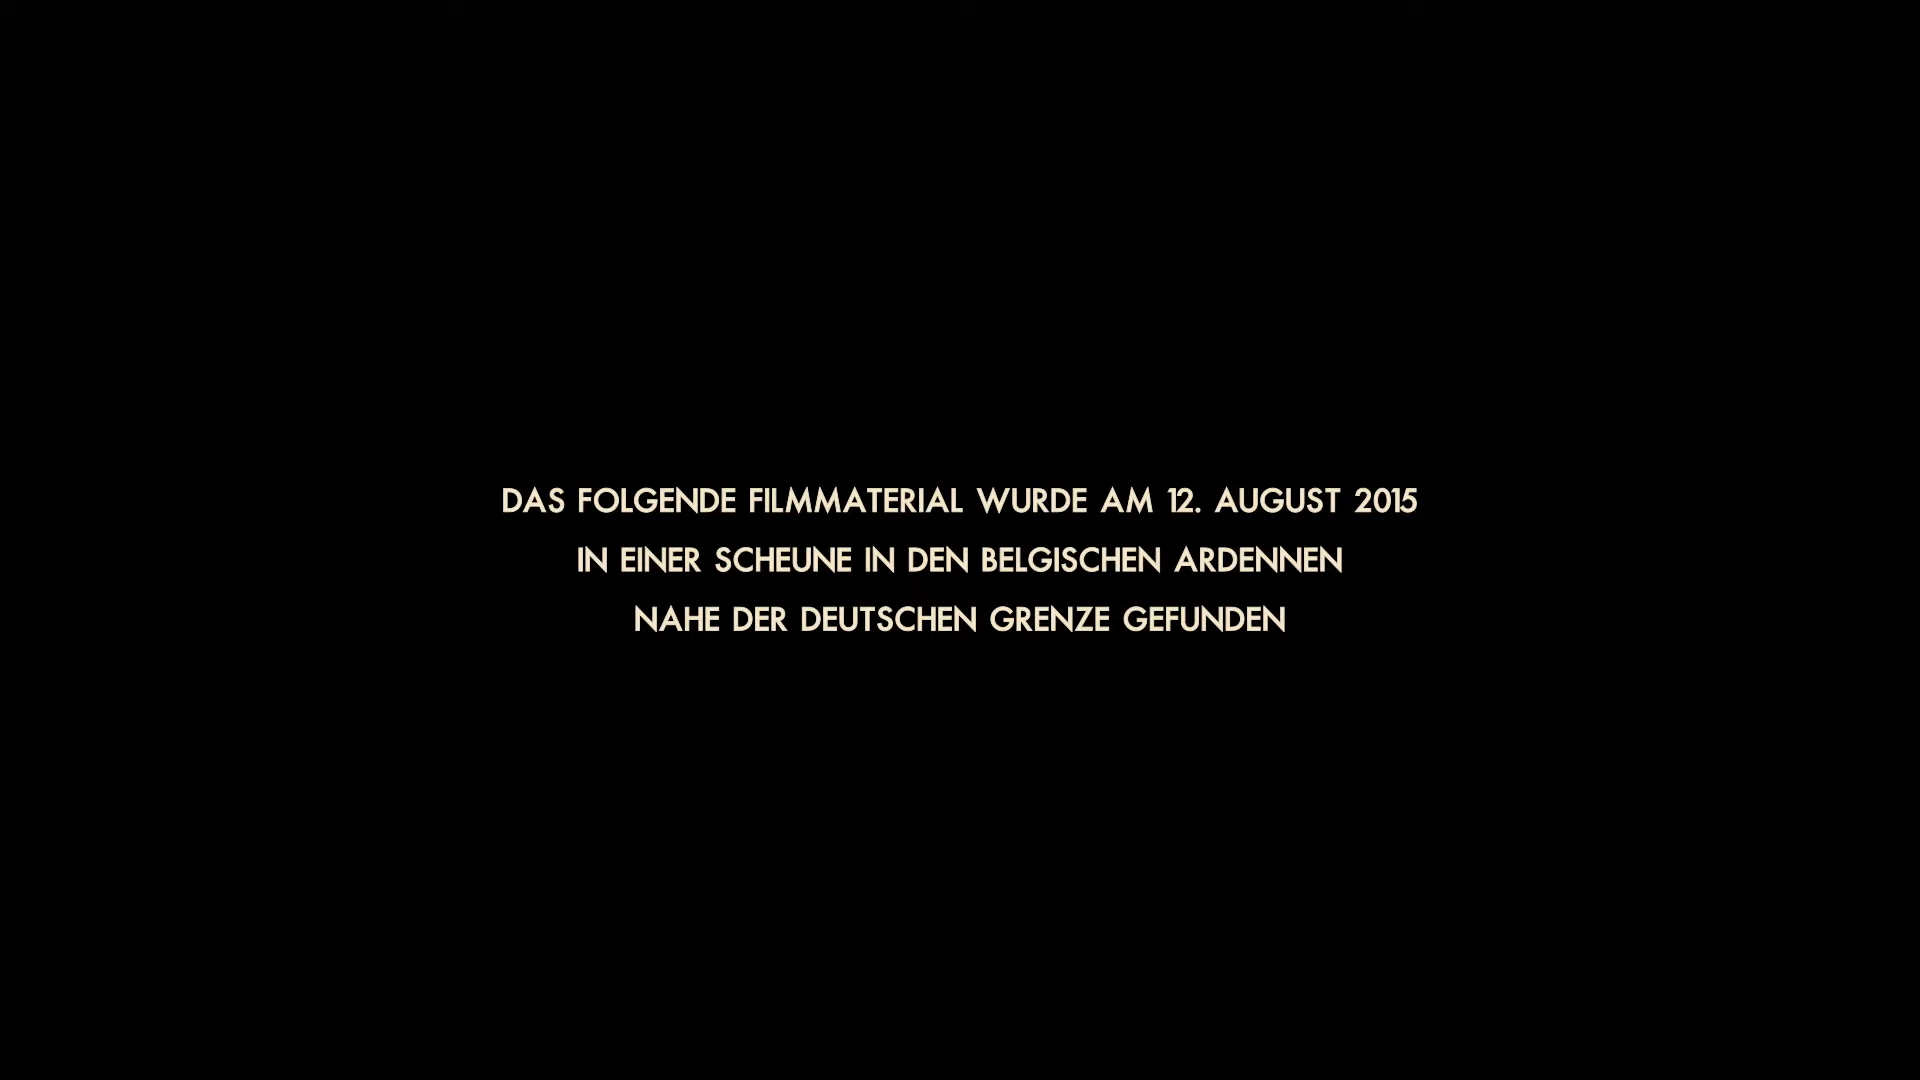 DAS FOLGENDE FILMMATERIAL WURDE AM 12. AUGUST 2015
IN EINER SCHEUNE IN DEN BELGISCHEN ARDENNEN
NAHE DER DEUTSCHEN GRENZE GEFUNDEN